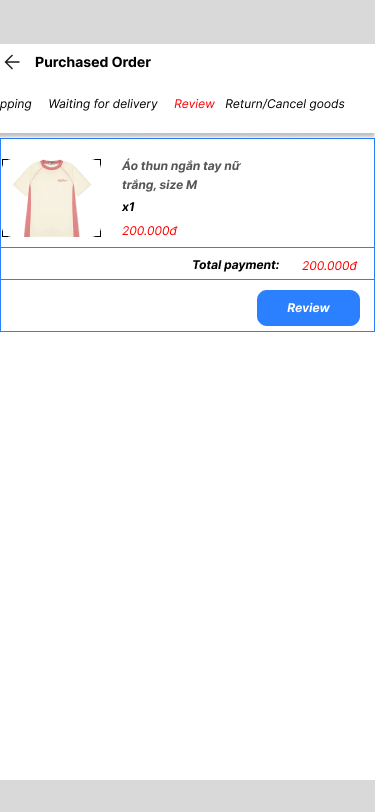 Purchased Order
pping Waiting for delivery Review Return/Cancel goods
Áo thun ngắn tay nữ
trắng, size M
x1
200.000đ
Total payment: 200.000đ
Review